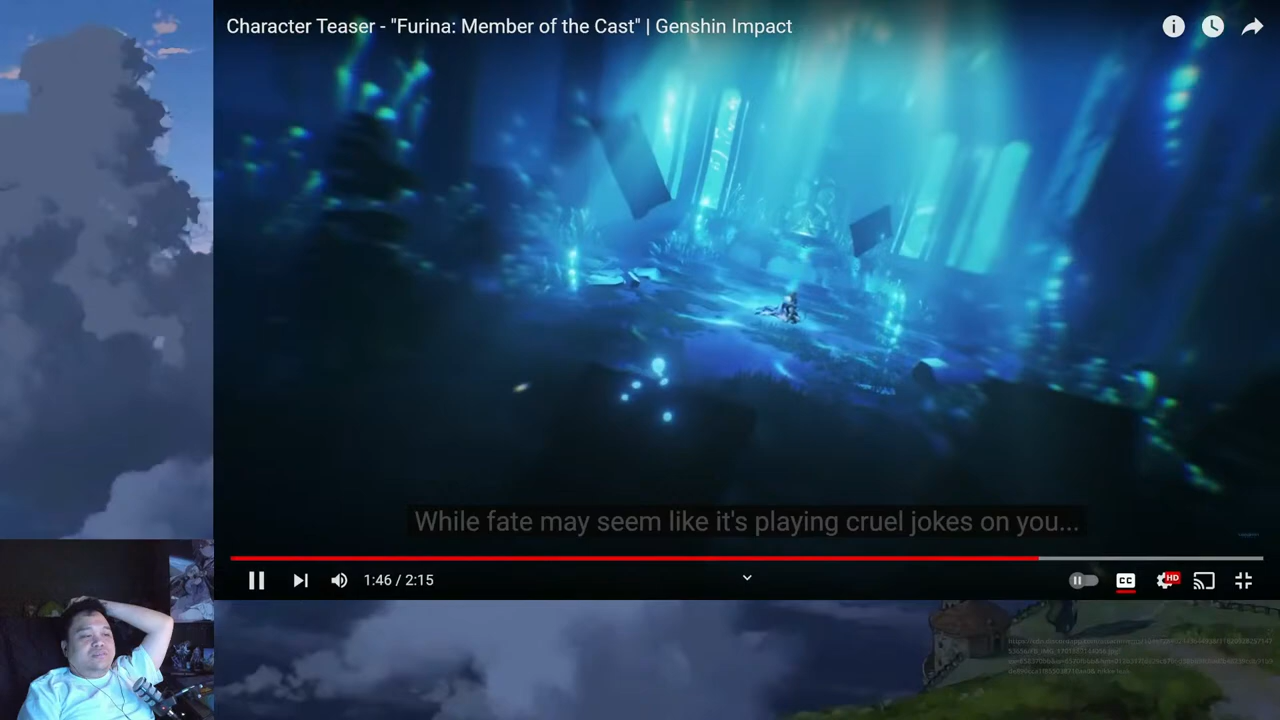 Character Teaser - "Furina: Member of the Cast" | Genshin Impact
While fate may seem like it's playing cruel jokes on you...
1:46 / 2:15
CC
HD